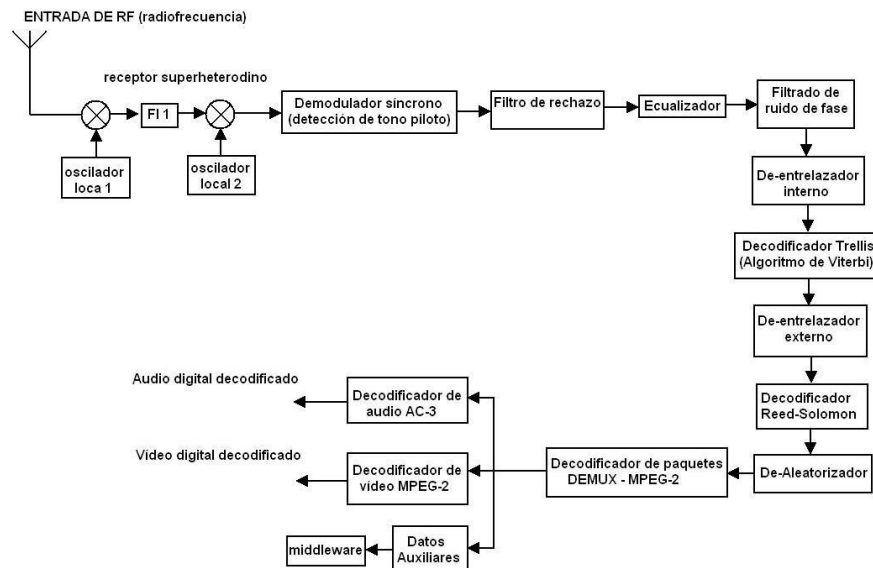 ENTRADA DE RF (radiofrecuencia)
receptor superheterodino
FI 1
oscilador
loca 1
oscilador
local 2
Demodulador síncrono
(detección de tono piloto)
Filtro de rechazo
Ecualizador
Filtrado de
ruido de fase
De-entrelazador
interno
Decodificador Trellis
(Algoritmo de Viterbi)
De-entrelazador
externo
Decodificador
Reed-Solomon
De-Aleatorizador
Decodificador de paquetes
DEMUX - MPEG-2
Decodificador de
audio AC-3
Audio digital decodificado
Decodificador de
vídeo MPEG-2
Vídeo digital decodificado
Datos
Auxiliares
middleware